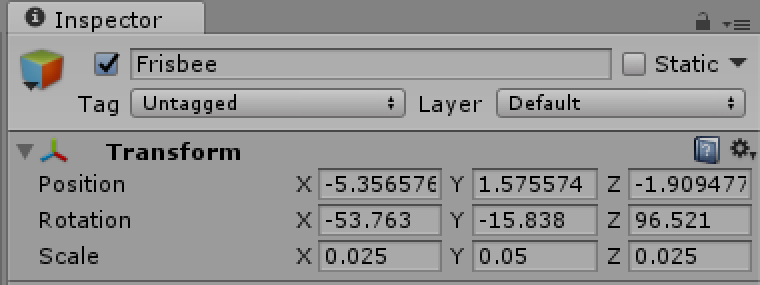 Inspector
Frisbee Static
Tag Untagged Layer Default
Transform
Position X -5.356576 Y 1.575574 Z -1.909477
Rotation X -53.763 Y -15.838 Z 96.521
Scale X 0.025 Y 0.05 Z 0.025